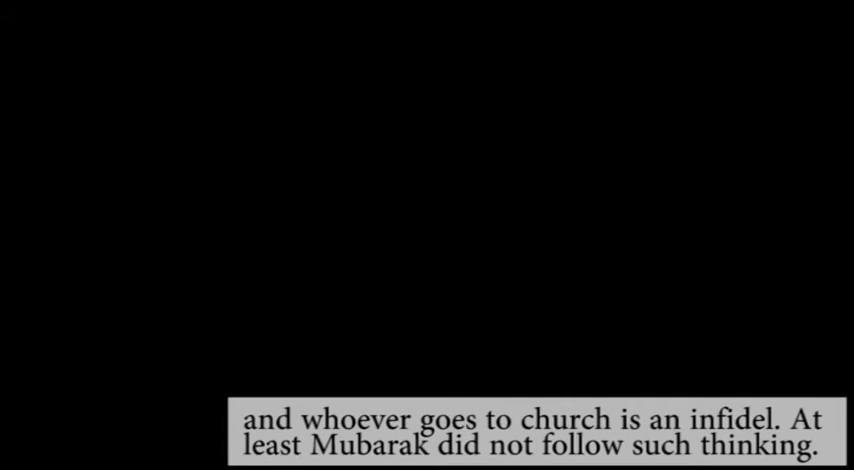 and whoever goes to church is an infidel. At
least Mubarak did not follow such thinking.